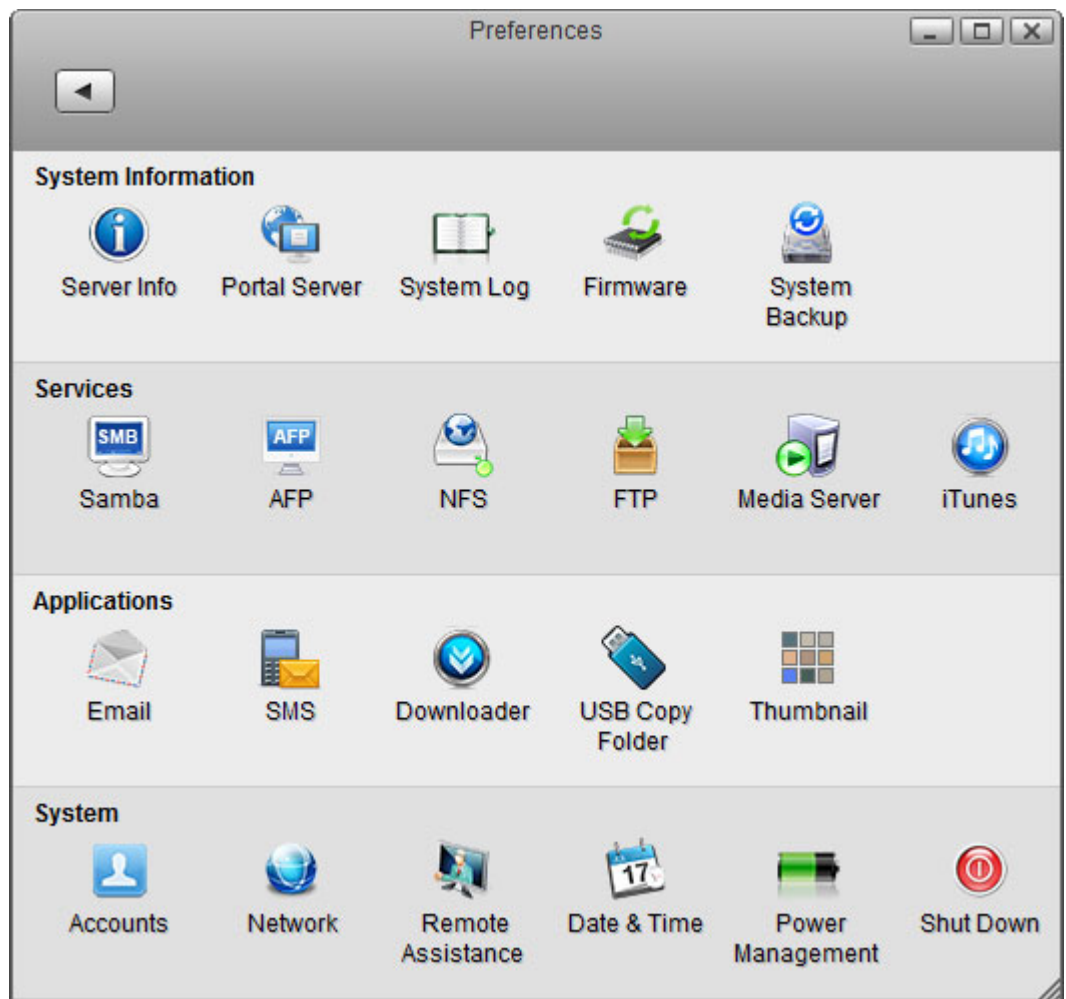 Preferences
System Information
Server Info
Portal Server
System Log
Firmware
System
Backup
Services
SMB
AFP
Samba
AFP
NFS
FTP
Media Server
iTunes
Applications
Email
SMS
Downloader
USB Copy
Folder
Thumbnail
System
17
Accounts
Network
Remote
Assistance
Date & Time
Power
Management
Shut Down